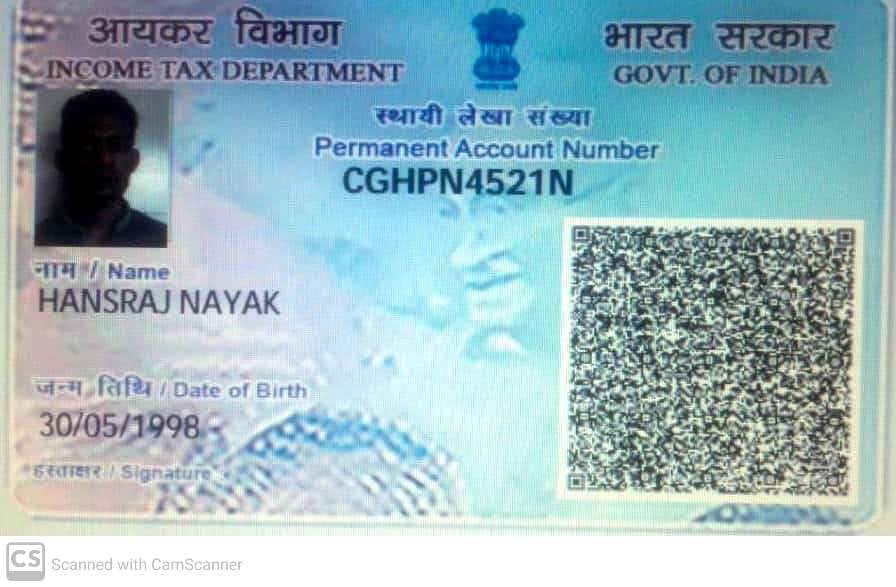 आयकर विभाग
INCOME TAX DEPARTMENT
भारत सरकार
GOVT. OF INDIA
स्थायी लेखा संख्या
Permanent Account Number
CGHPN4521N
नाम / Name
HANSRAJ NAYAK
जन्म तिथि / Date of Birth
30/05/1998
हस्ताक्षर / Signature
CS Scanned with CamScanner